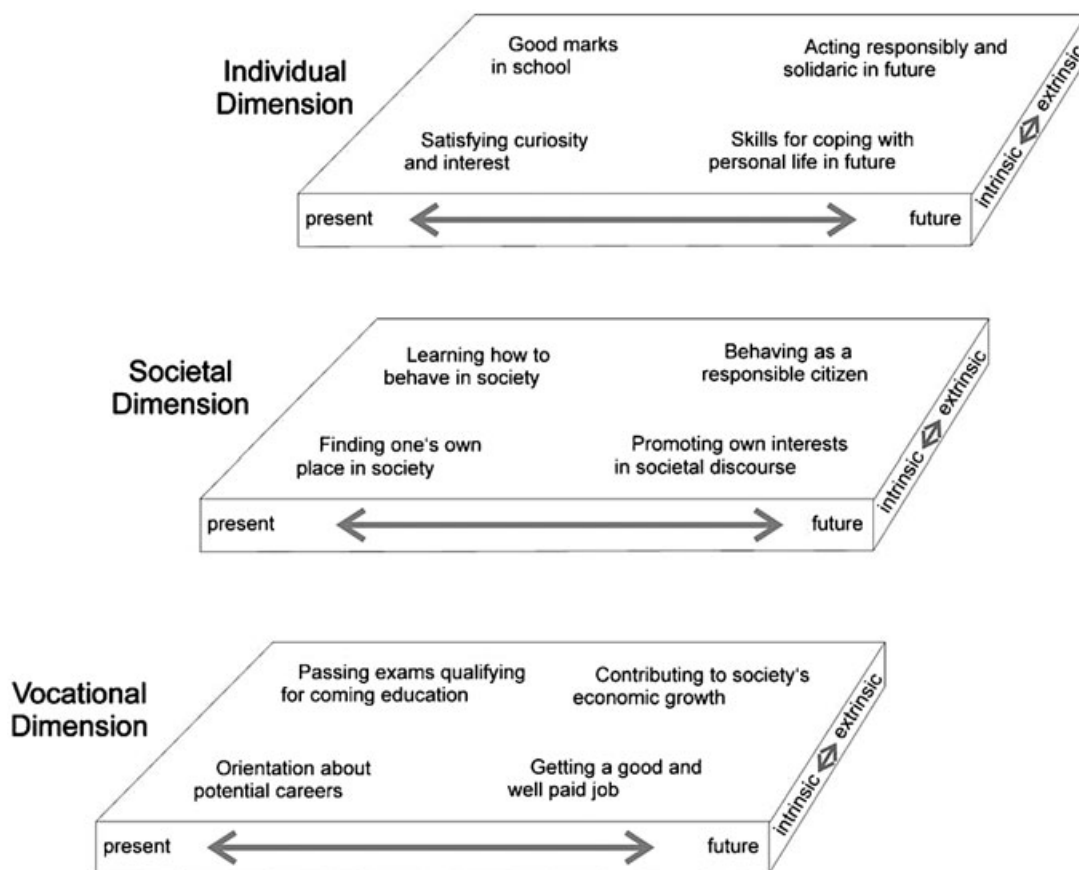 Individual
Dimension
Good marks
in school
Acting responsibly and
solidaric in future
Satisfying curiosity
and interest
Skills for coping with
personal life in future
present
future
intrinsic
extrinsic
Societal
Dimension
Learning how to
behave in society
Behaving as a
responsible citizen
Finding one‘s own
place in society
Promoting own interests
in societal discourse
present
future
intrinsic
extrinsic
Vocational
Dimension
Passing exams qualifying
for coming education
Contributing to society‘s
economic growth
Orientation about
potential careers
Getting a good and
well paid job
present
future
intrinsic
extrinsic